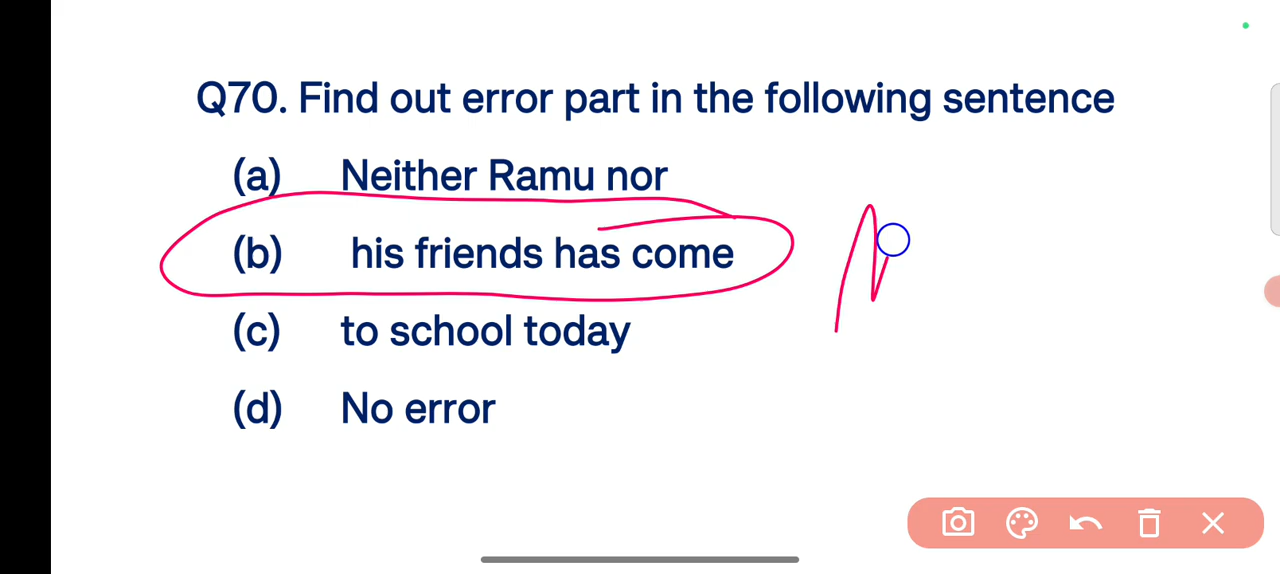 Q70. Find out error part in the following sentence
(a) Neither Ramu nor
(b) his friends has come
(c) to school today
(d) No error